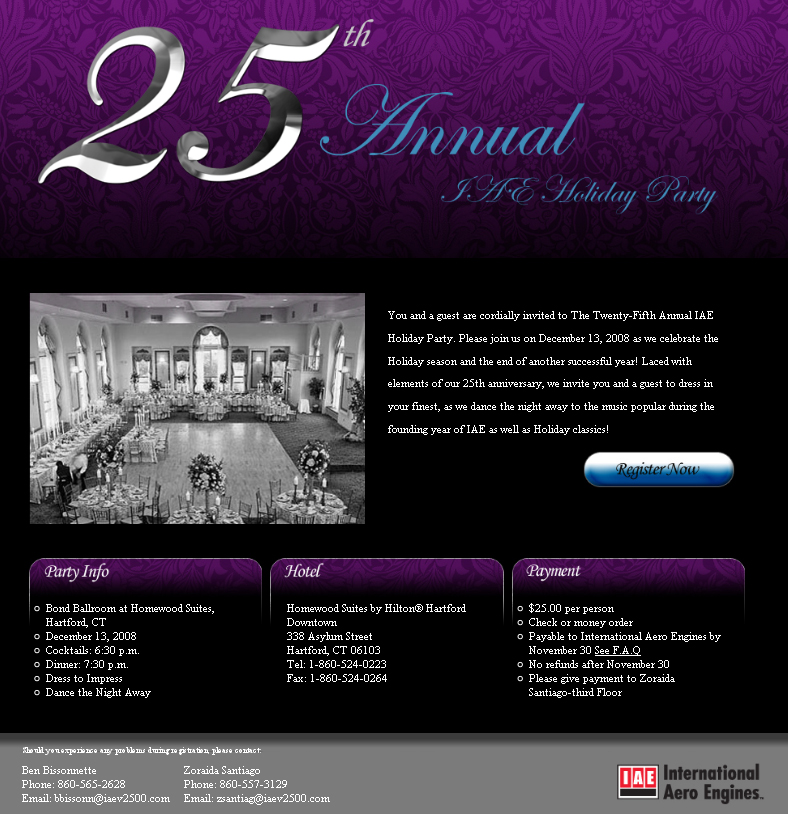 25th
Annual
IAE Holiday Party
You and a guest are cordially invited to The Twenty-Fifth Annual IAE
Holiday Party. Please join us on December 13, 2008 as we celebrate the
Holiday season and the end of another successful year! Laced with
elements of our 25th anniversary, we invite you and a guest to dress in
your finest, as we dance the night away to the music popular during the
founding year of IAE as well as Holiday classics!
Register Now
Party Info
Bond Ballroom at Homewood Suites,
Hartford, CT
December 13, 2008
Cocktails: 6:30 p.m.
Dinner: 7:30 p.m.
Dress to Impress
Dance the Night Away
Hotel
Homewood Suites by Hilton® Hartford
Downtown
338 Asylum Street
Hartford, CT 06103
Tel: 1-860-524-0223
Fax: 1-860-524-0264
Payment
$25.00 per person
Check or money order
Payable to International Aero Engines by
November 30 See F.A.Q
No refunds after November 30
Please give payment to Zoraida
Santiago-third Floor
Should you experience any problems during registration, please contact:
Ben Bissonnette
Phone: 860-565-2628
Email: bbissonn@iaev2500.com
Zoraida Santiago
Phone: 860-557-3129
Email: zsantiag@iaev2500.com
IAE International
Aero Engines